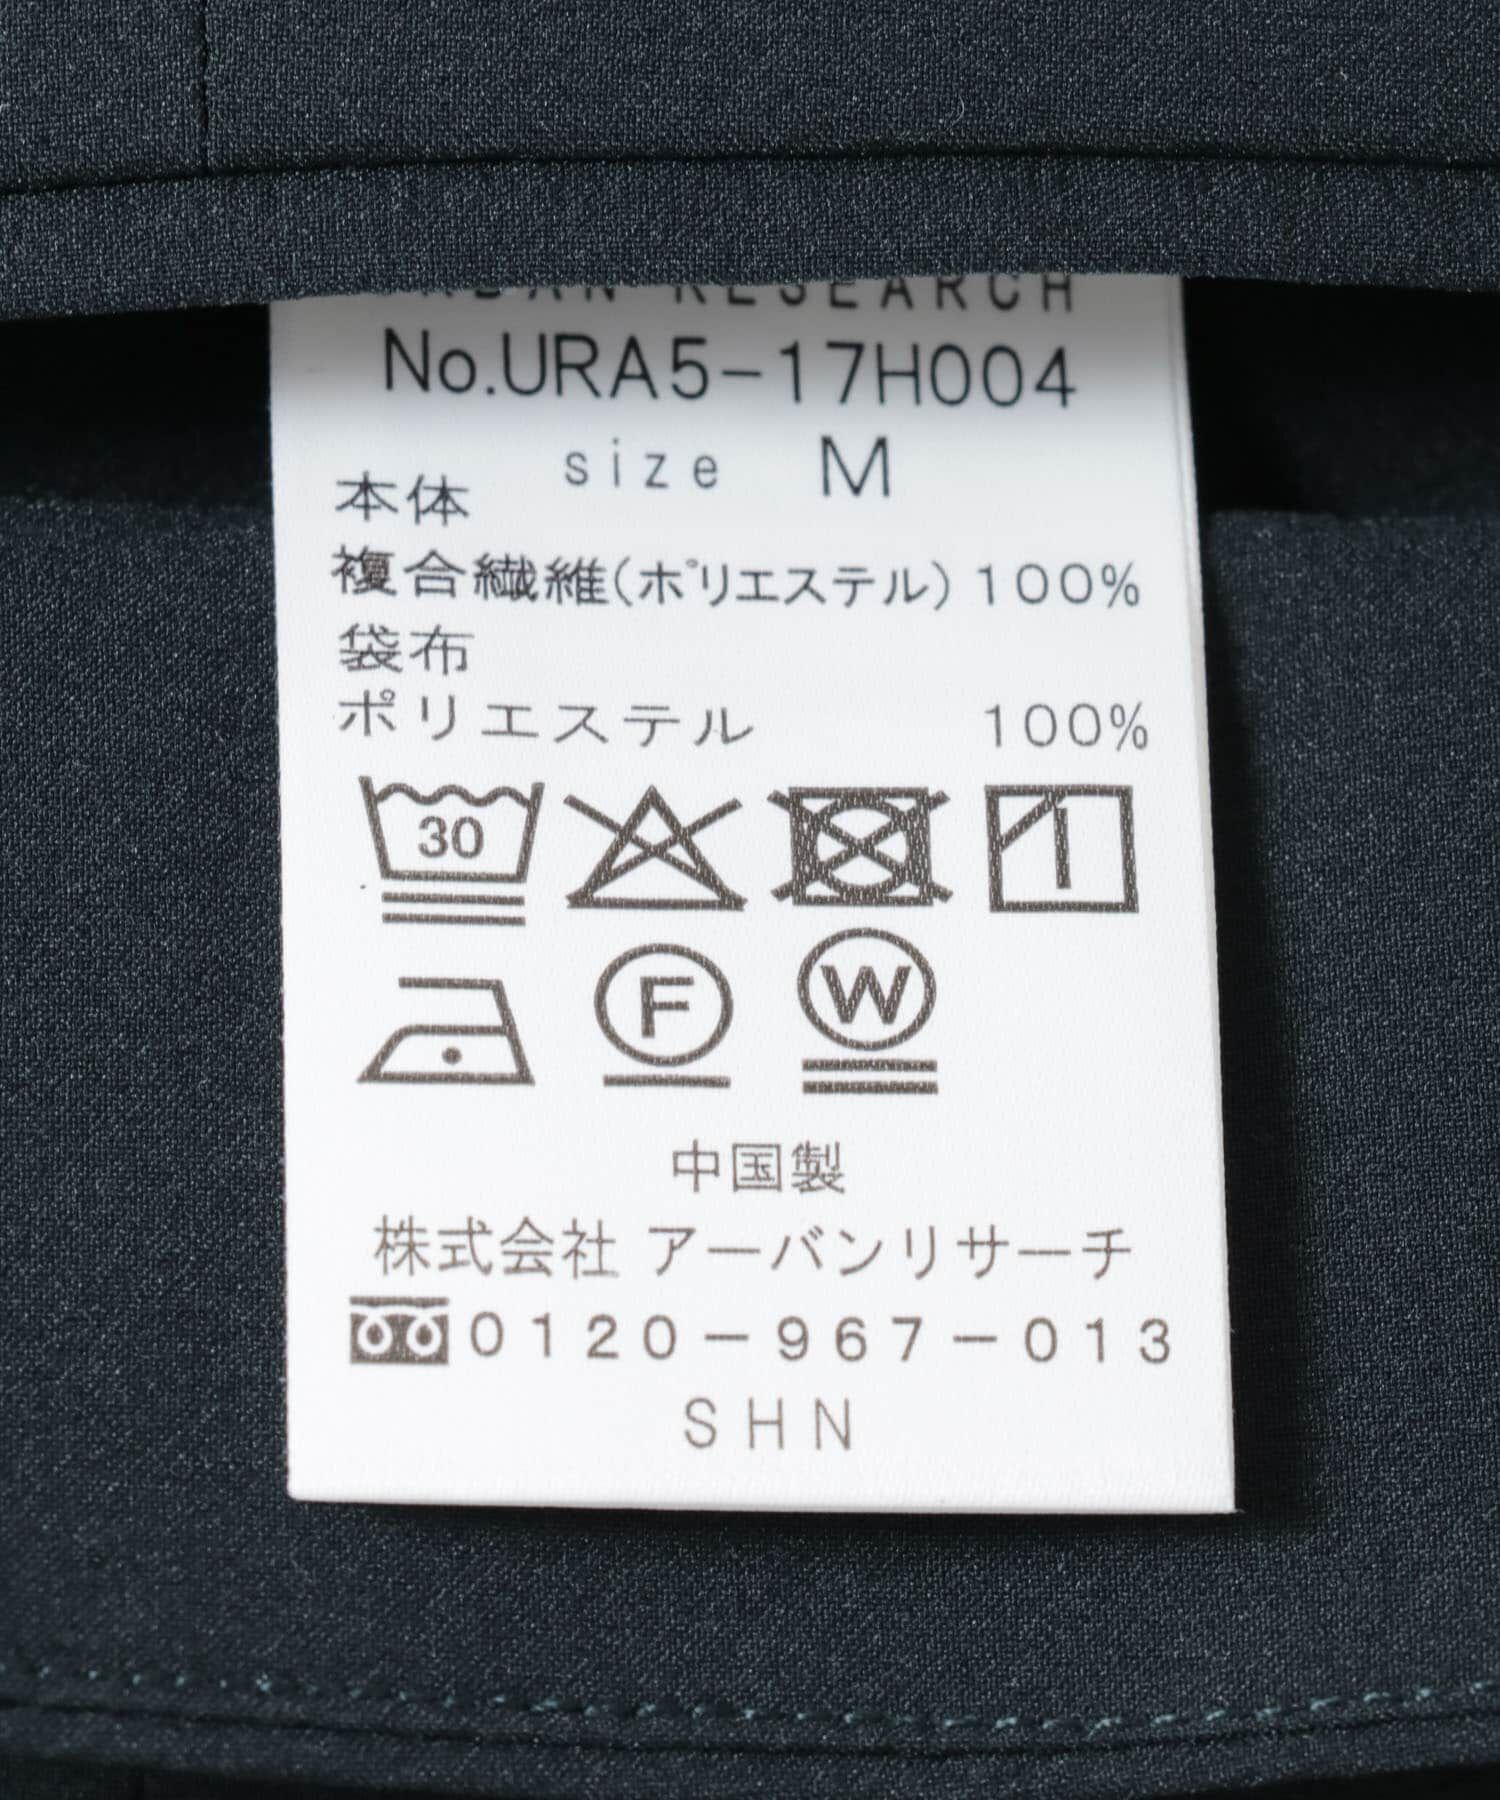 URBAN RESEARCH
No.URA5-17H004
size M
本体
複合繊維(ポリエステル)100%
袋布
ポリエステル 100%
30
F
W
中国製
株式会社 アーバンリサーチ
0120-967-013
SHN